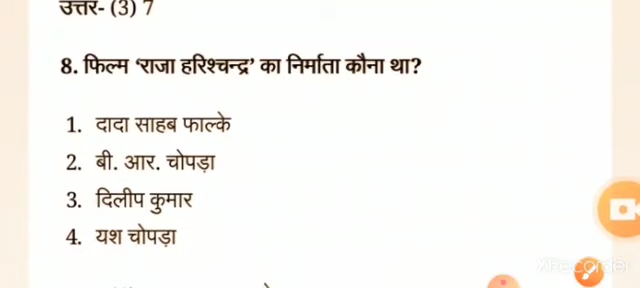 उत्तर- (3) 7
8. फिल्म ‘राजा हरिश्चन्द्र’ का निर्माता कौना था?
1. दादा साहब फाल्के
2. बी. आर. चोपड़ा
3. दिलीप कुमार
4. यश चोपड़ा
XRecorder